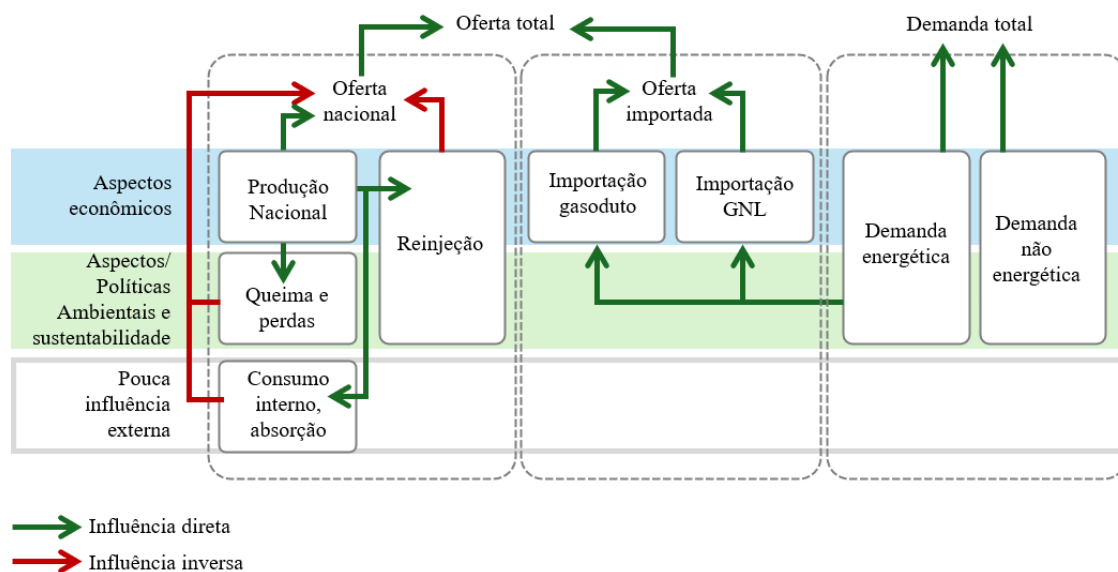 Oferta total
Demanda total
Oferta
nacional
Oferta
importada
Aspectos
econômicos
Produção
Nacional
Reinjeção
Importação
gasoduto
Importação
GNL
Demanda
energética
Demanda
não
energética
Aspectos/
Políticas
Ambientais e
sustentabilidade
Queima e
perdas
Pouca
influência
externa
Consumo
interno,
absorção
Influência direta
Influência inversa